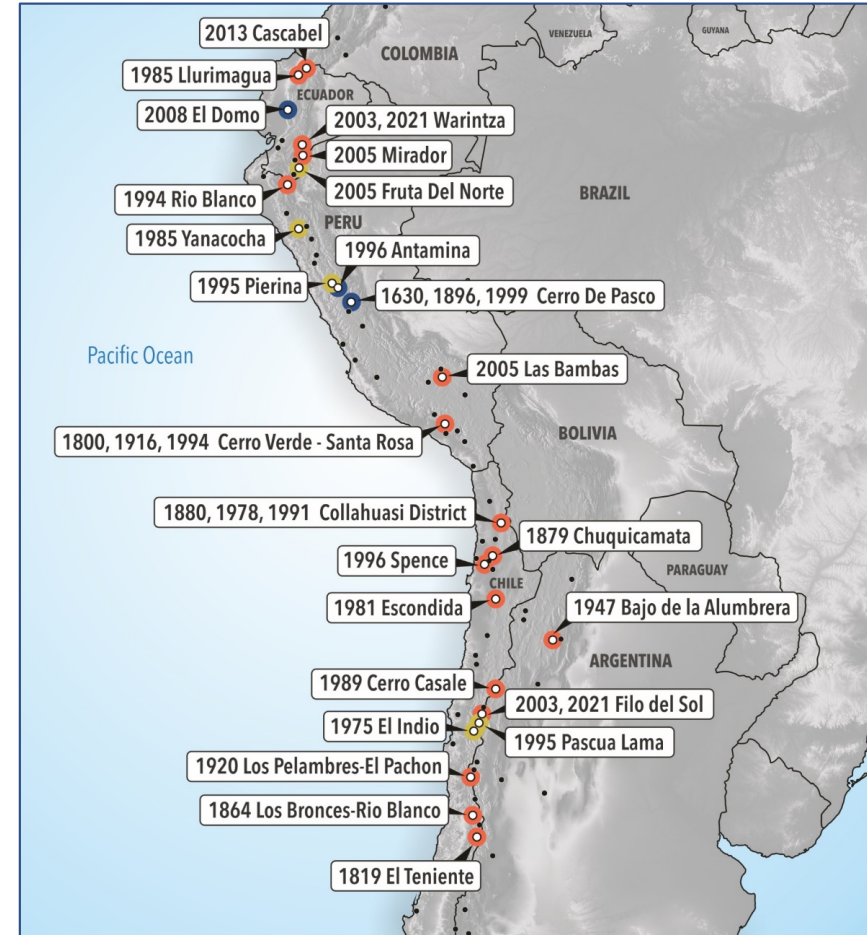 2013 Cascabel
COLOMBIA
VENEZUELA
GUYANA
1985 Llurimagua
ECUADOR
2008 El Domo
2003, 2021 Warintza
2005 Mirador
2005 Fruta Del Norte
BRAZIL
1994 Rio Blanco
PERU
1985 Yanacocha
1996 Antamina
1995 Pierina
1630, 1896, 1999 Cerro De Pasco
Pacific Ocean
2005 Las Bambas
BOLIVIA
1800, 1916, 1994 Cerro Verde - Santa Rosa
1880, 1978, 1991 Collahuasi District
1879 Chuquicamata
1996 Spence
PARAGUAY
CHILE
1981 Escondida
1947 Bajo de la Alumbrera
ARGENTINA
1989 Cerro Casale
2003, 2021 Filo del Sol
1975 El Indio
1995 Pascua Lama
1920 Los Pelambres-El Pachon
1864 Los Bronces-Rio Blanco
1819 El Teniente